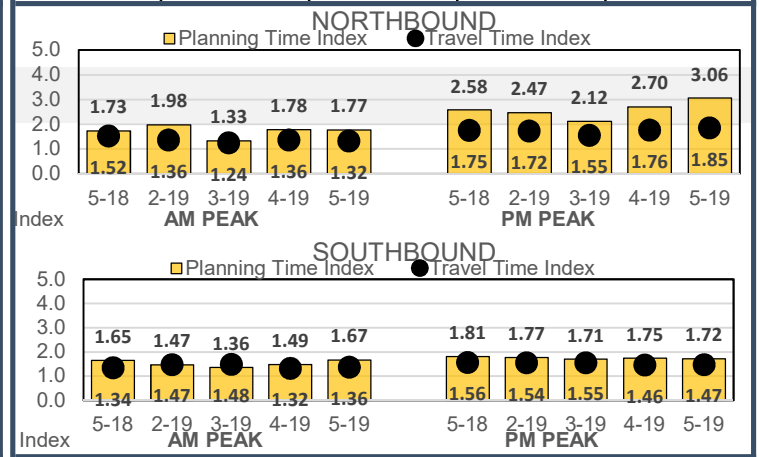 NORTHBOUND
Planning Time Index Travel Time Index
5.0
4.0
3.0
2.0
1.0
0.0
1.73 1.98 1.33 1.78 1.77 2.58 2.47 2.12 2.70 3.06
1.52 1.36 1.24 1.36 1.32 1.75 1.72 1.55 1.76 1.85
5-18 2-19 3-19 4-19 5-19 5-18 2-19 3-19 4-19 5-19
Index AM PEAK PM PEAK
SOUTHBOUND
Planning Time Index Travel Time Index
5.0
4.0
3.0
2.0
1.0
0.0
1.65 1.47 1.36 1.49 1.67 1.81 1.77 1.71 1.75 1.72
1.34 1.47 1.48 1.32 1.36 1.56 1.54 1.55 1.46 1.47
5-18 2-19 3-19 4-19 5-19 5-18 2-19 3-19 4-19 5-19
Index AM PEAK PM PEAK